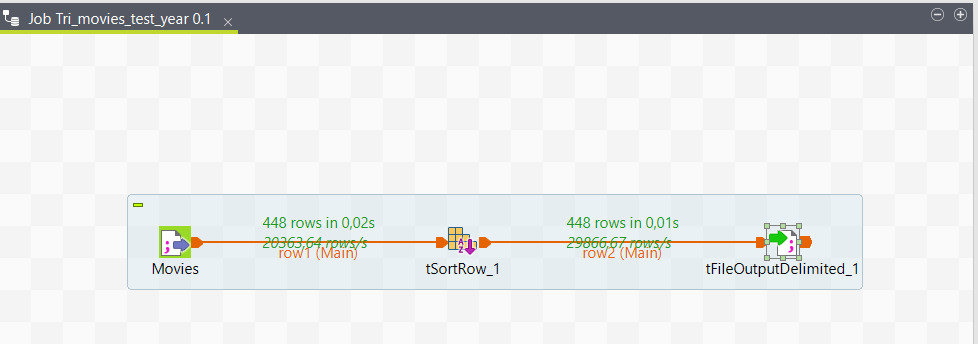 Job Tri_movies_test_year 0.1
448 rows in 0,02s
20363,64 rows/s
row1 (Main)
448 rows in 0,01s
29866,67 rows/s
row2 (Main)
Movies
tSortRow_1
tFileOutputDelimited_1